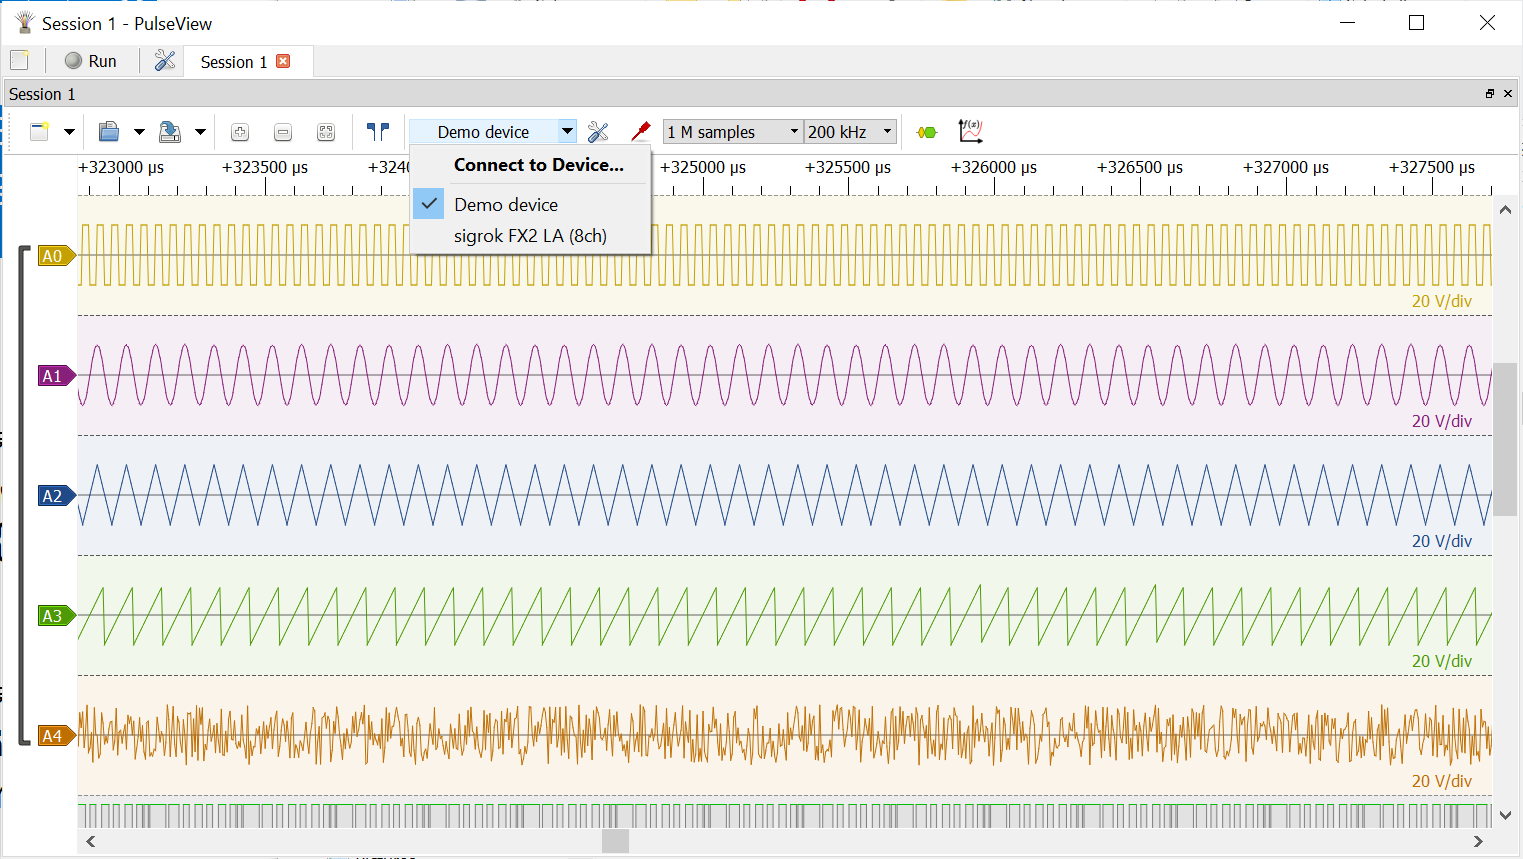 Session 1 - PulseView
Run
Session 1
Session 1
Demo device
1 M samples
200 kHz
f(x)
+323000 µs
+323500 µs
+3240
+325000 µs
+325500 µs
+326000 µs
+326500 µs
+327000 µs
+327500 µs
Connect to Device...
Demo device
sigrok FX2 LA (8ch)
A0
20 V/div
A1
20 V/div
A2
20 V/div
A3
20 V/div
A4
20 V/div